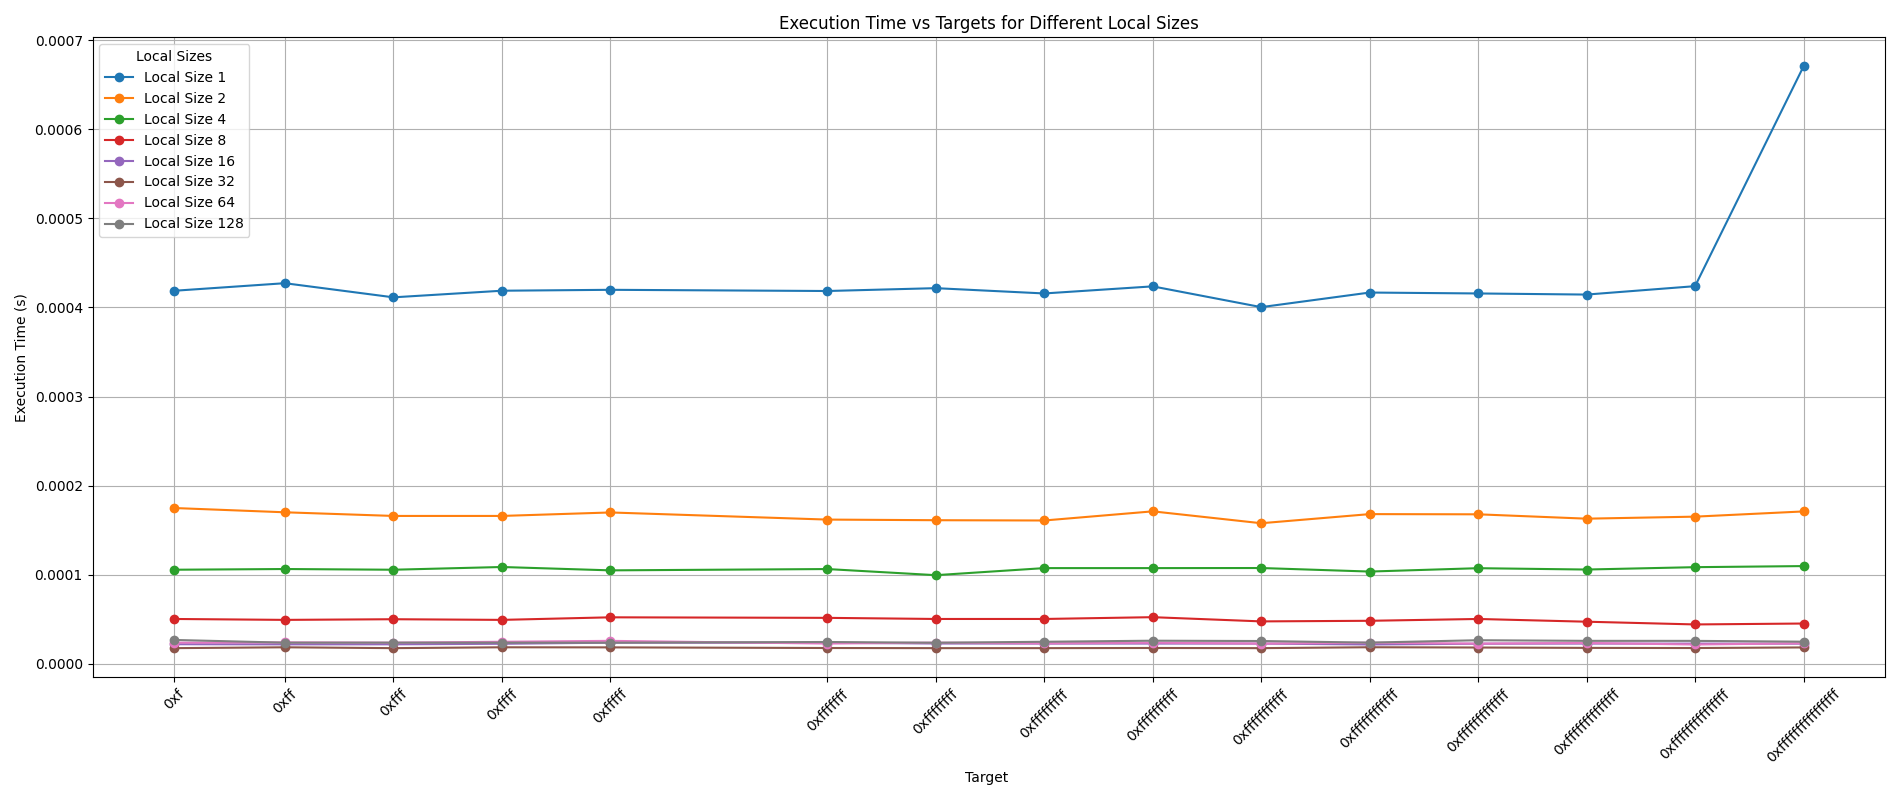 Execution Time vs Targets for Different Local Sizes
Local Sizes
Local Size 1
Local Size 2
Local Size 4
Local Size 8
Local Size 16
Local Size 32
Local Size 64
Local Size 128
Execution Time (s)
0.0007
0.0006
0.0005
0.0004
0.0003
0.0002
0.0001
0.0000
0xf
0xff
0xfff
0xffff
0xfffff
0xfffffff
0xffffffff
0xfffffffff
0xffffffffff
0xfffffffffff
0xffffffffffff
0xfffffffffffff
0xffffffffffffff
0xfffffffffffffff
0xffffffffffffffff
Target